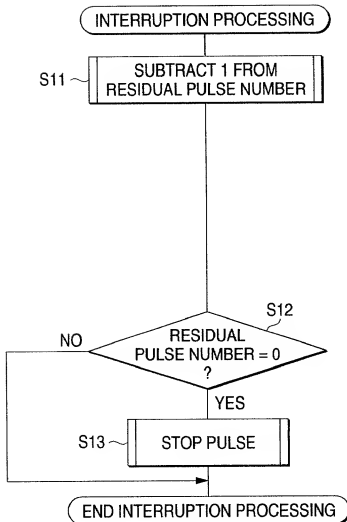 INTERRUPTION PROCESSING
S11
SUBTRACT 1 FROM
RESIDUAL PULSE NUMBER
S12
NO
RESIDUAL
PULSE NUMBER = 0
?
YES
S13
STOP PULSE
END INTERRUPTION PROCESSING